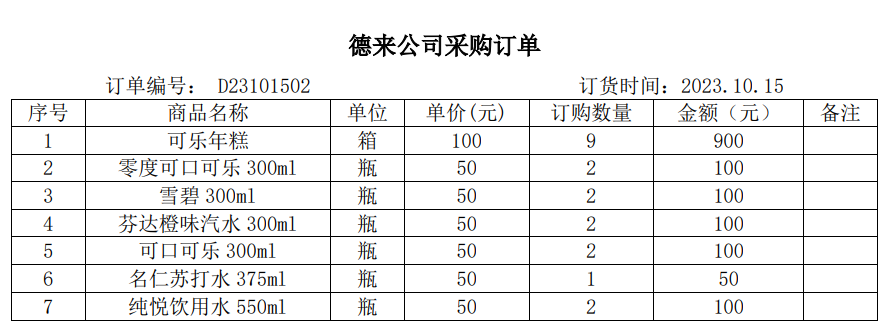 德来公司采购订单
订单编号： D23101502 订货时间：2023.10.15
序号 商品名称 单位 单价(元) 订购数量 金额（元） 备注
1 可乐年糕 箱 100 9 900
2 零度可口可乐 300ml 瓶 50 2 100
3 雪碧 300ml 瓶 50 2 100
4 芬达橙味汽水 300ml 瓶 50 2 100
5 可口可乐 300ml 瓶 50 2 100
6 名仁苏打水 375ml 瓶 50 1 50
7 纯悦饮用水 550ml 瓶 50 2 100